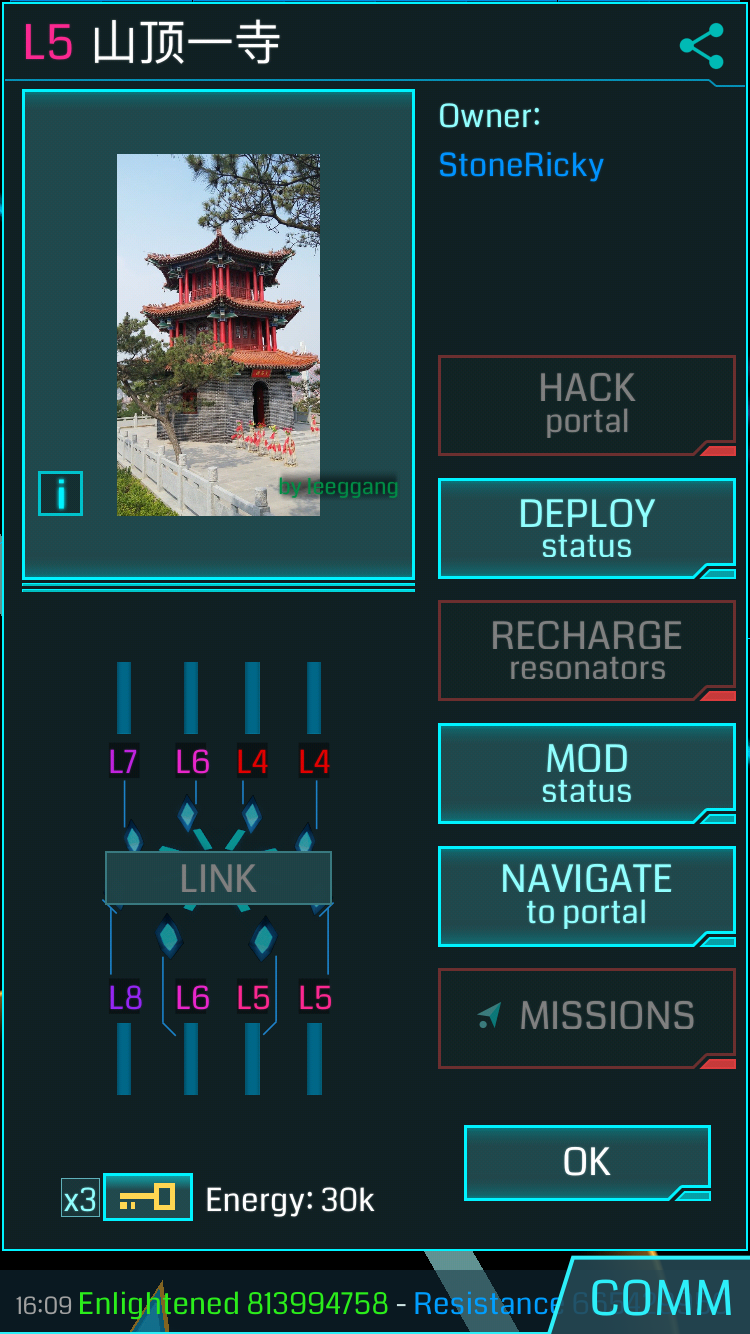 L5 山顶一寺
Owner:
StoneRicky
HACK
portal
by leeggang
i
DEPLOY
status
RECHARGE
resonators
L7 L6 L4 L4
MOD
status
LINK
NAVIGATE
to portal
L8 L6 L5 L5
MISSIONS
OK
x3 Energy: 30k
16:09 Enlightened 813994758 - Resistance
COMM